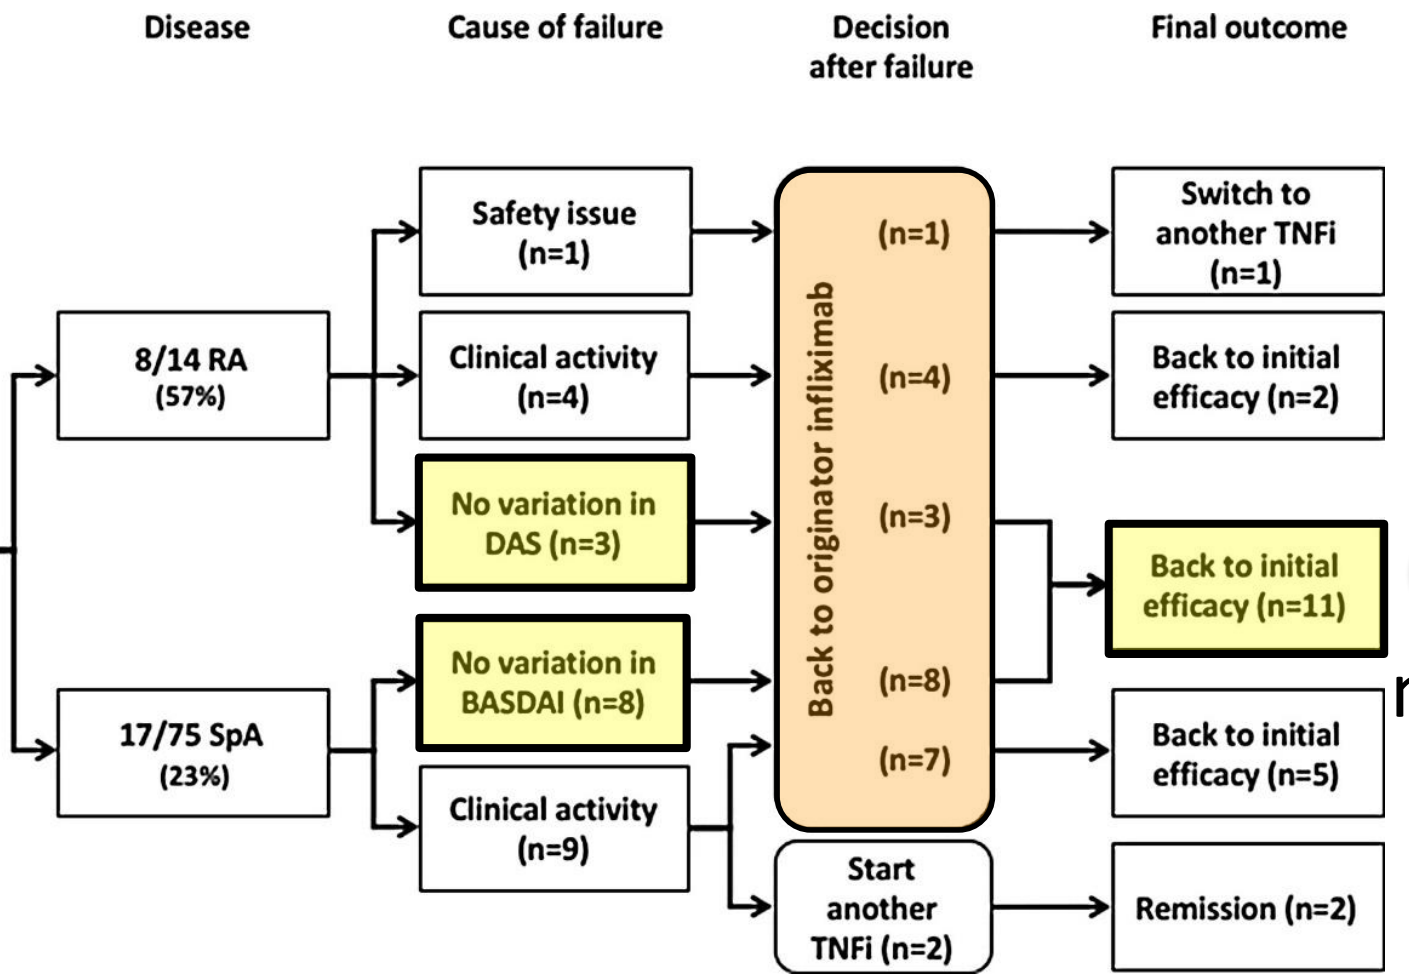 Disease
Cause of failure
Decision
after failure
Final outcome
Safety issue
(n=1)
(n=1)
Switch to
another TNFi
(n=1)
8/14 RA
(57%)
Clinical activity
(n=4)
(n=4)
Back to initial
efficacy (n=2)
No variation in
DAS (n=3)
(n=3)
Back to originator infliximab
Back to initial
efficacy (n=11)
No variation in
BASDAI (n=8)
(n=8)
17/75 SpA
(23%)
Clinical activity
(n=9)
(n=7)
Back to initial
efficacy (n=5)
Start
another
TNFi (n=2)
Remission (n=2)